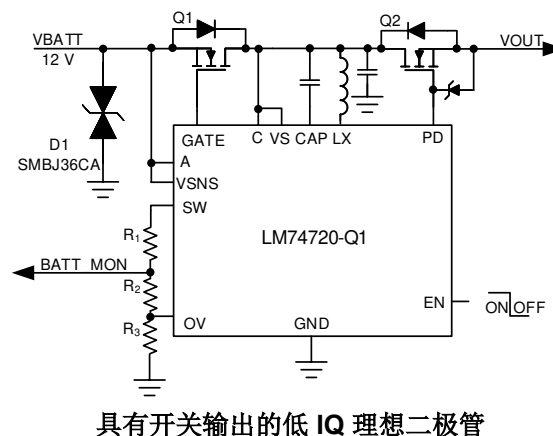 Q1
Q2
VBATT
12 V
VOUT
D1
SMBJ36CA
GATE
C
VS
CAP
LX
PD
A
VSNS
SW
LM74720-Q1
R1
BATT_MON
R2
R3
OV
GND
EN
ON OFF
具有开关输出的低 IQ 理想二极管